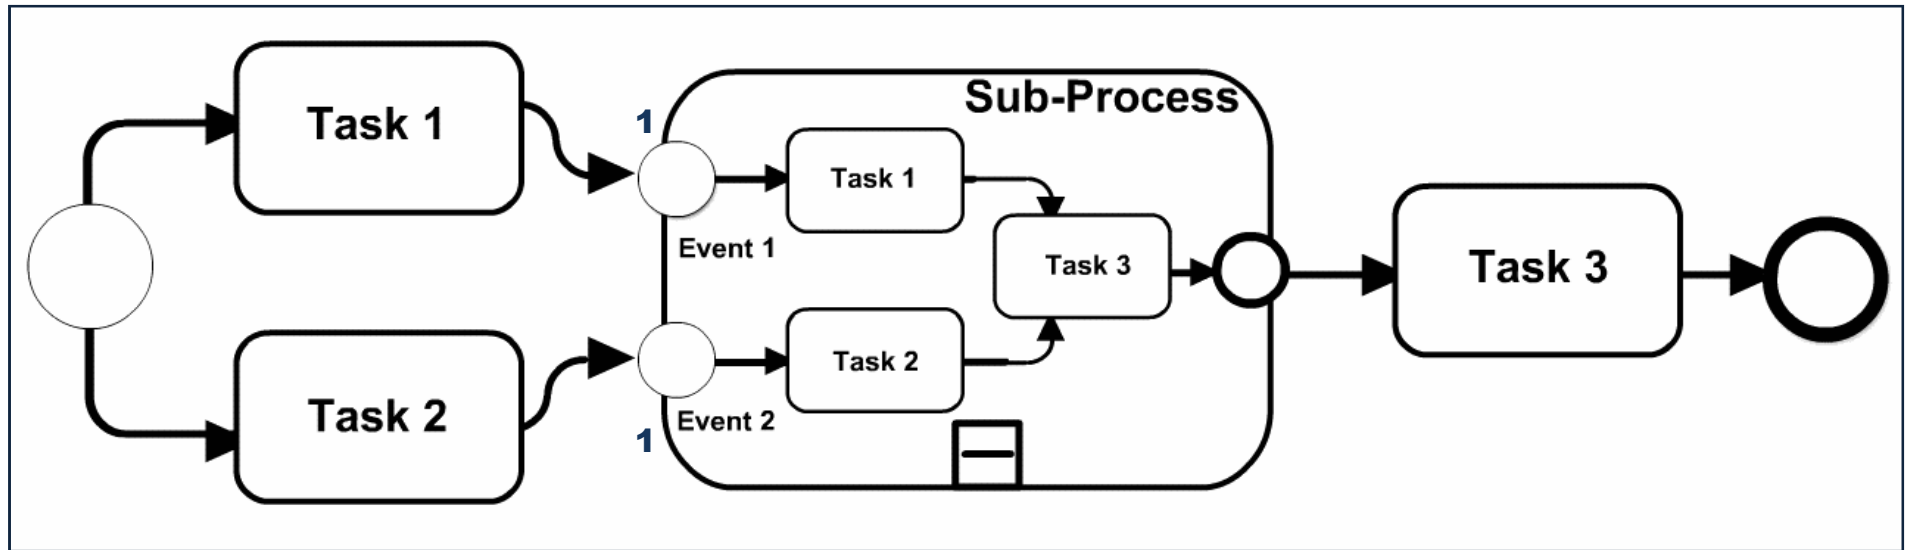 Task 1
Task 2
1
1
Sub-Process
Event 1
Event 2
Task 1
Task 2
Task 3
Task 3